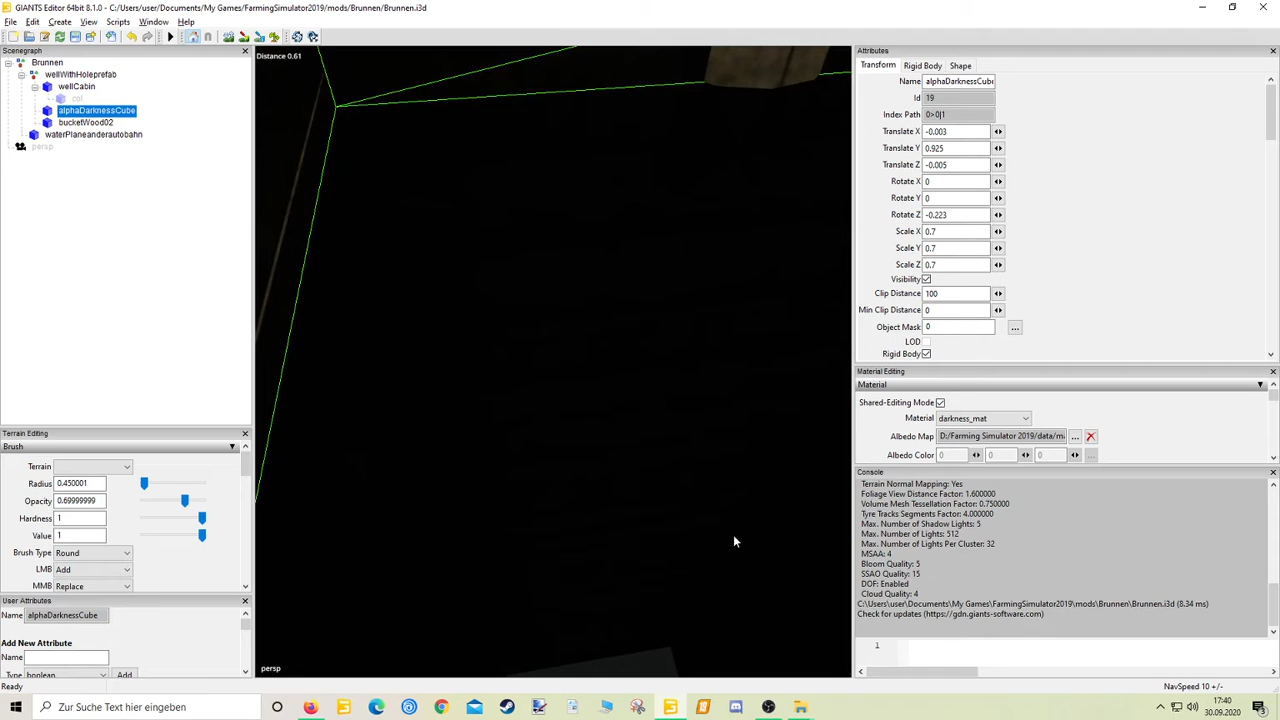 GIANTS Editor 64bit v8.1.0 - C:/Users/user/Documents/My Games/FarmingSimulator2019/mods/Brunnen/Brunnen.i3d
File Edit Create View Scripts Window Help
Scenegraph
Brunnen
wellWithHoleprefab
wellCabin
col
alphaDarknessCube
bucketWood02
waterPlaneanderautobahn
persp
Terrain Editing
Brush
Terrain
Radius 0.450001
Opacity 0.69999999
Hardness 1
Value 1
Brush Type Round
LMB Add
MMB Replace
User Attributes
Name alphaDarknessCube
Add New Attribute
Name
Type boolean Add
Ready
Distance 0.61
persp
Attributes
Transform Rigid Body Shape
Name alphaDarknessCube
Id 19
Index Path 0>0|1
Translate X -0.003
Translate Y 0.925
Translate Z -0.005
Rotate X 0
Rotate Y 0
Rotate Z -0.223
Scale X 0.7
Scale Y 0.7
Scale Z 0.7
Visibility
Clip Distance 100
Min Clip Distance 0
Object Mask 0 ...
LOD
Rigid Body
Material Editing
Material
Shared-Editing Mode
Material darkness_mat
Albedo Map D:/Farming Simulator 2019/data/m ...
Albedo Color 0 0 0 ...
Console
Terrain Normal Mapping: Yes
Foliage View Distance Factor: 1.600000
Volume Mesh Tessellation Factor: 0.750000
Tyre Tracks Segments Factor: 4.000000
Max. Number of Shadow Lights: 5
Max. Number of Lights: 512
Max. Number of Lights Per Cluster: 32
MSAA: 4
Bloom Quality: 5
SSAO Quality: 15
DOF: Enabled
Cloud Quality: 4
C:\Users\user\Documents\My Games\FarmingSimulator2019\mods\Brunnen\Brunnen.i3d (8.34 ms)
Check for updates (https://gdn.giants-software.com)
1
NavSpeed 10 +/-
Zur Suche Text hier eingeben
17:40
30.09.2020